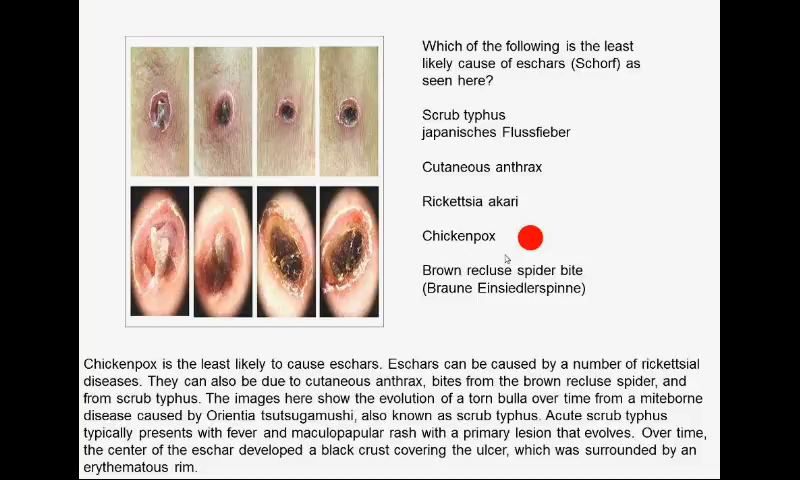 Which of the following is the least
likely cause of eschars (Schorf) as
seen here?
Scrub typhus
japanisches Flussfieber
Cutaneous anthrax
Rickettsia akari
Chickenpox
Brown recluse spider bite
(Braune Einsiedlerspinne)
Chickenpox is the least likely to cause eschars. Eschars can be caused by a number of rickettsial
diseases. They can also be due to cutaneous anthrax, bites from the brown recluse spider, and
from scrub typhus. The images here show the evolution of a torn bulla over time from a miteborne
disease caused by Orientia tsutsugamushi, also known as scrub typhus. Acute scrub typhus
typically presents with fever and maculopapular rash with a primary lesion that evolves. Over time,
the center of the eschar developed a black crust covering the ulcer, which was surrounded by an
erythematous rim.